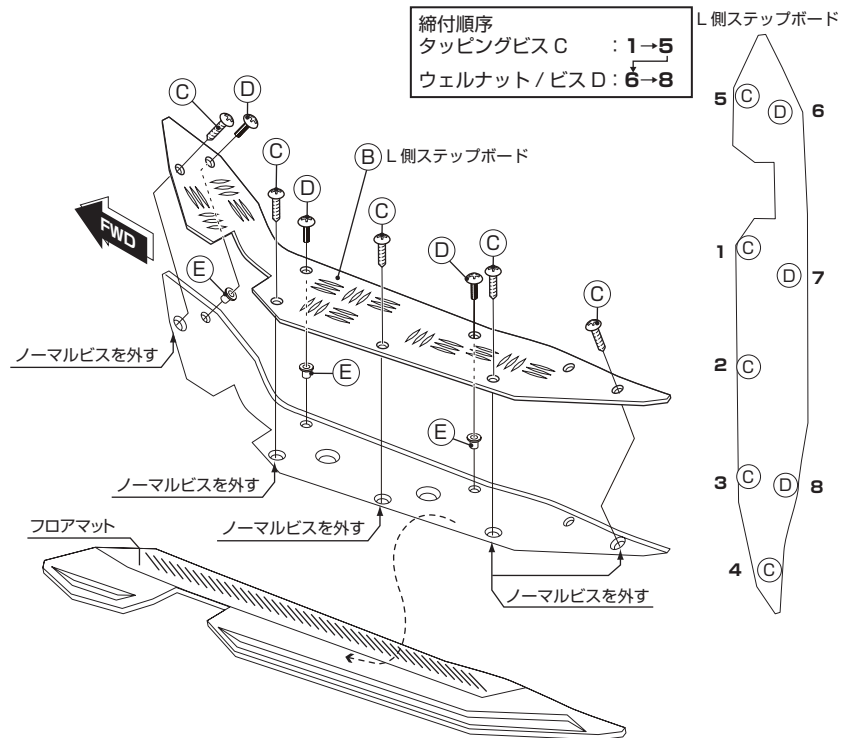 締付順序
タッピングビス C : 1→5
ウェルナット / ビス D : 6→8
L 側ステップボード
C
D
B L 側ステップボード
C
D
C
D
C
C
FWD
E
ノーマルビスを外す
E
E
ノーマルビスを外す
ノーマルビスを外す
ノーマルビスを外す
フロアマット
5 C
D 6
1 C
D 7
2 C
3 C
D 8
4 C